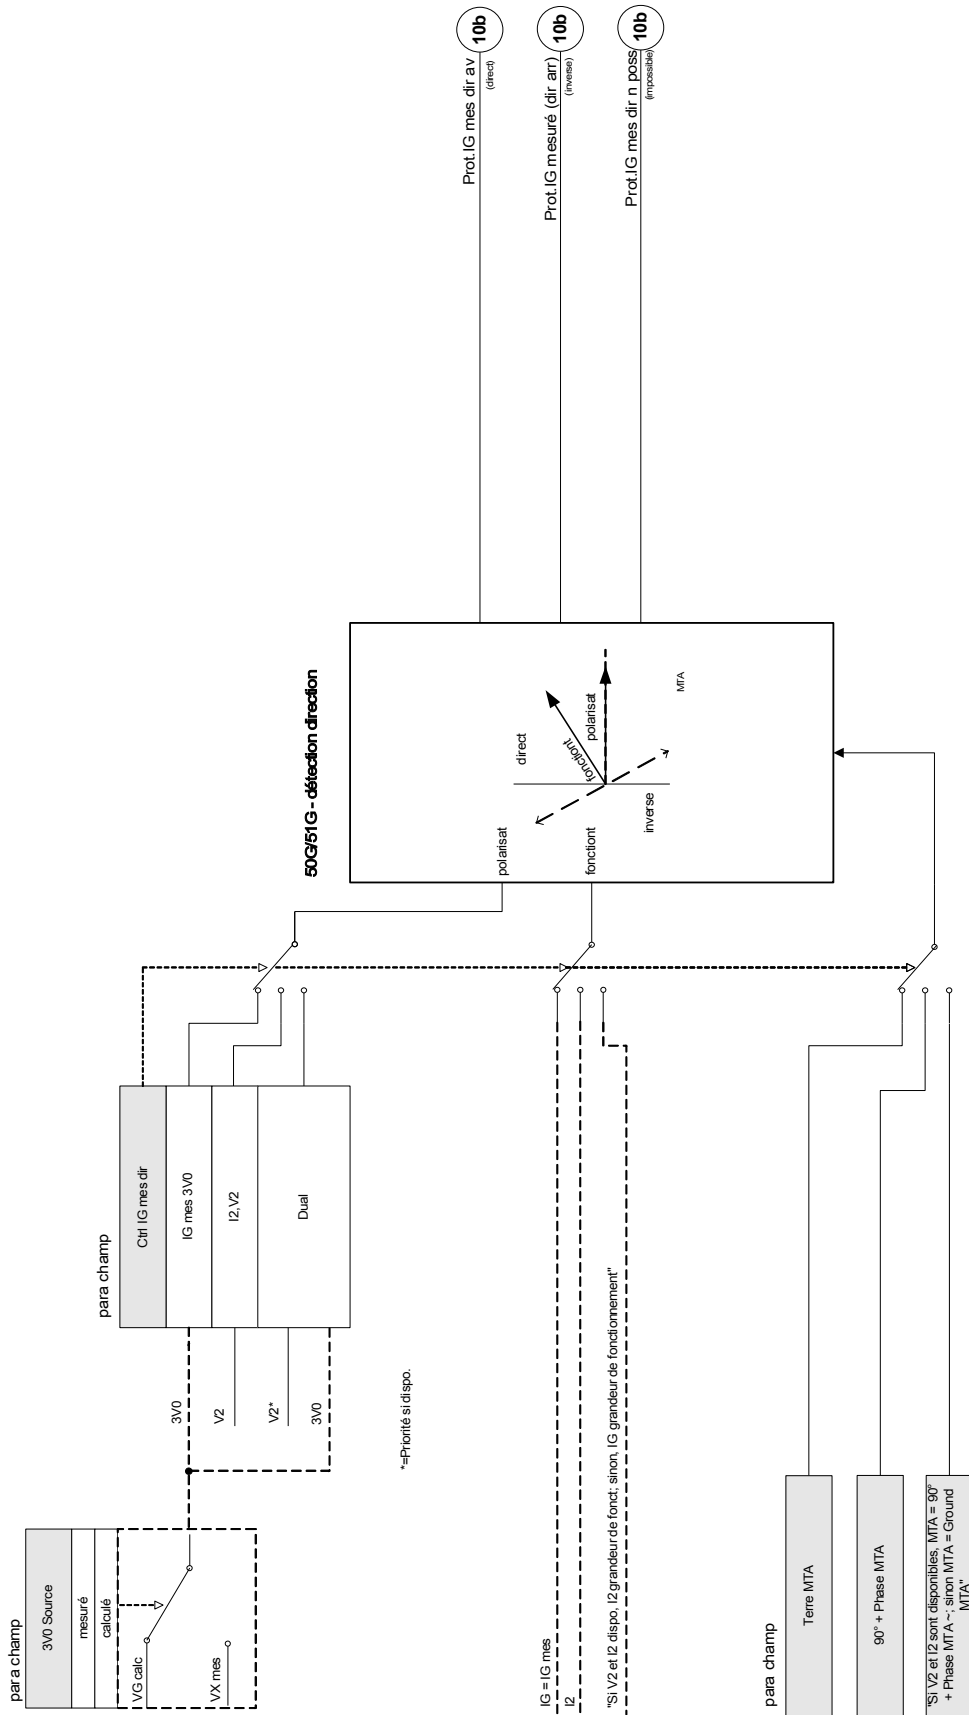 Prot.IG mes dir av
(direct)
10b
Prot.IG mesuré (dir arr)
(inverse)
10b
Prot.IG mes dir n poss
(impossible)
10b
50G/51G - détection direction
direct
fonctiont
polarisat
MTA
inverse
polarisat
fonctiont
para champ
Ctrl IG mes dir
IG mes 3V0
I2,V2
Dual
3V0
V2
V2*
3V0
*=Priorité si dispo.
para champ
3V0 Source
mesuré
calculé
VG calc
VX mes
IG = IG mes
I2
"Si V2 et I2 dispo, I2 grandeur de fonct; sinon, IG grandeur de fonctionnement"
para champ
Terre MTA
90° + Phase MTA
"Si V2 et I2 sont disponibles, MTA = 90°
+ Phase MTA ~; sinon MTA = Ground
MTA"